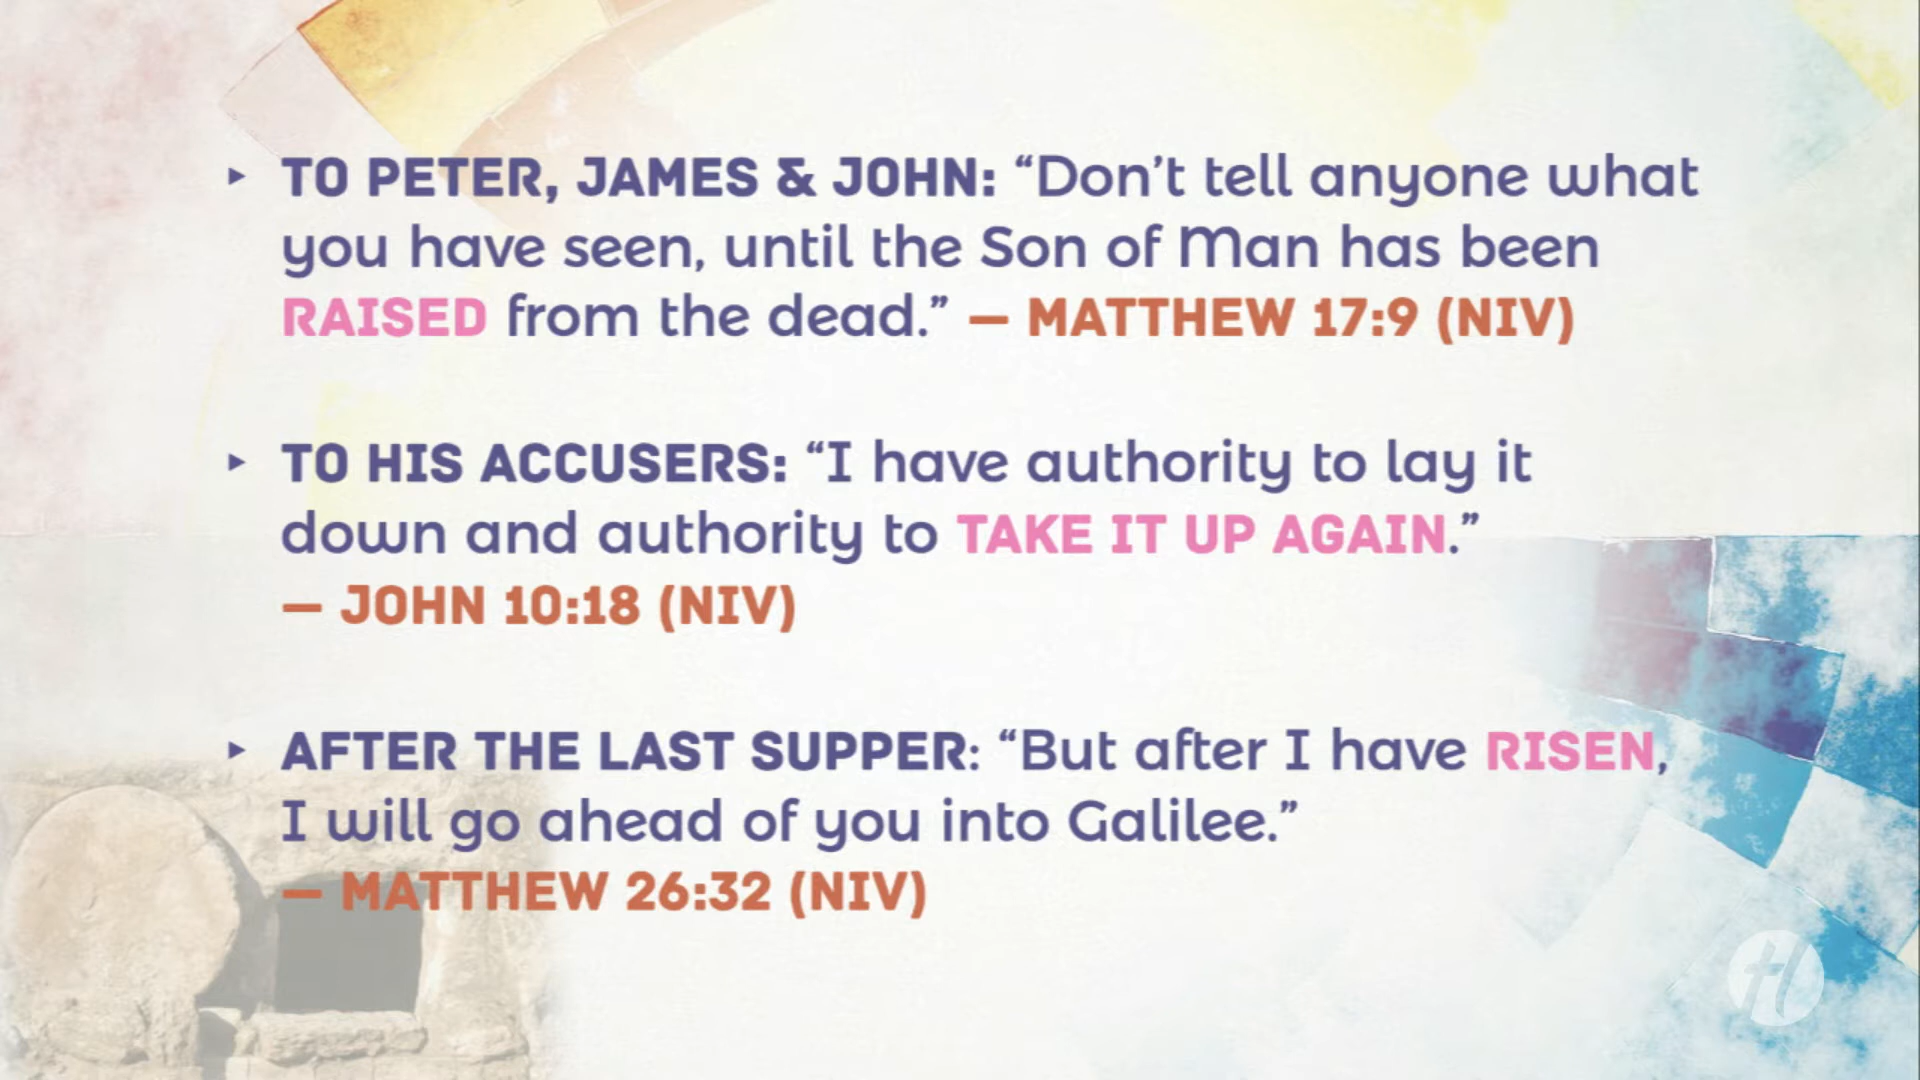 ▸ TO PETER, JAMES & JOHN: “Don’t tell anyone what
you have seen, until the Son of Man has been
RAISED from the dead.” — MATTHEW 17:9 (NIV)
▸ TO HIS ACCUSERS: “I have authority to lay it
down and authority to TAKE IT UP AGAIN.”
— JOHN 10:18 (NIV)
▸ AFTER THE LAST SUPPER: “But after I have RISEN,
I will go ahead of you into Galilee.”
— MATTHEW 26:32 (NIV)